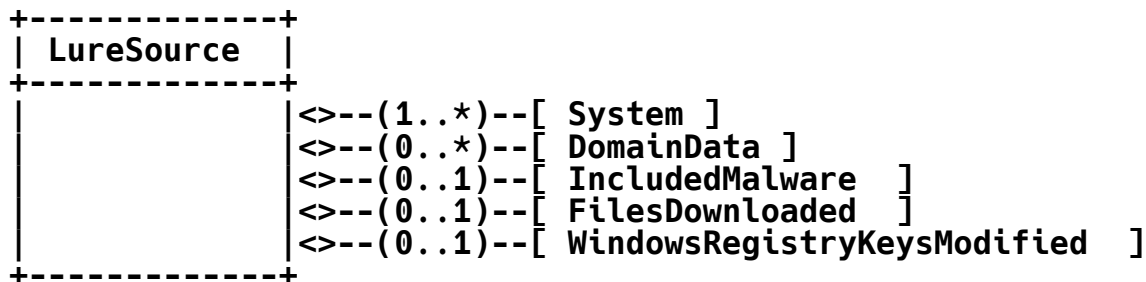 +-------------+
| LureSource  |
+-------------+
|             |<>--(1..*)--[ System ]
|             |<>--(0..*)--[ DomainData ]
|             |<>--(0..1)--[ IncludedMalware  ]
|             |<>--(0..1)--[ FilesDownloaded  ]
|             |<>--(0..1)--[ WindowsRegistryKeysModified  ]
+-------------+